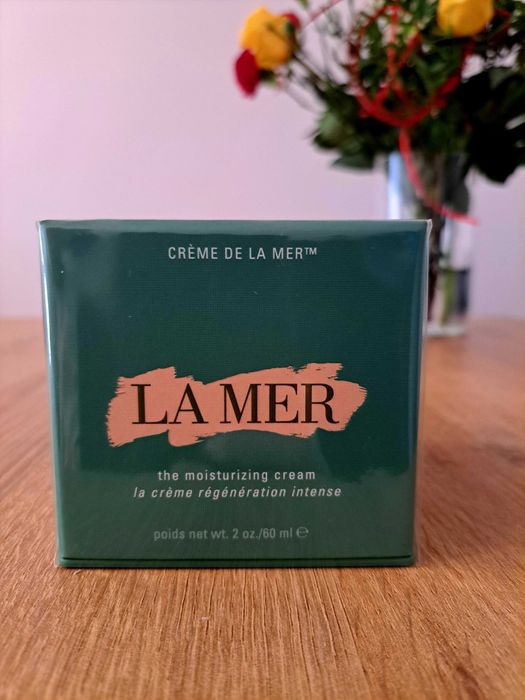 CRÈME DE LA MER™
LA MER
the moisturizing cream
la crème régénération intense
poids net wt. 2 oz./60 ml ℮